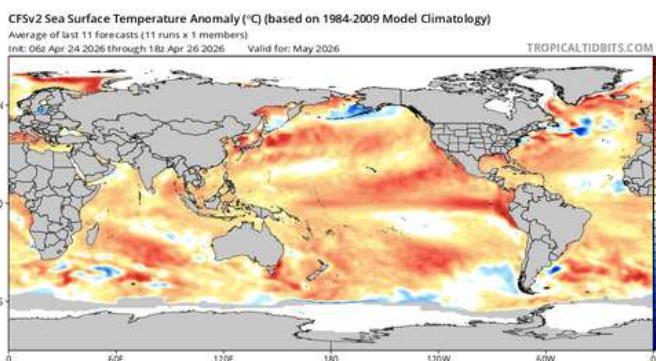 CFSv2 Sea Surface Temperature Anomaly (°C) (based on 1984-2009 Model Climatology)
Average of last 11 forecasts (11 runs x 1 members)
Init: 06z Apr 24 2026 through 18z Apr 26 2026 Valid for: May 2026 TROPICALTIDBITS.COM
N
0
S
0 60E 120E 180 120W 60W